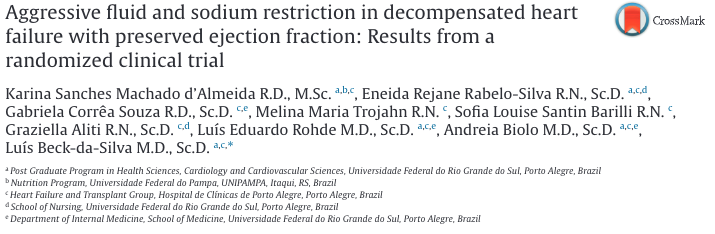 Aggressive fluid and sodium restriction in decompensated heart
failure with preserved ejection fraction: Results from a
randomized clinical trial
CrossMark
Karina Sanches Machado d'Almeida R.D., M.Sc. a,b,c, Eneida Rejane Rabelo-Silva R.N., Sc.D. a,c,d,
Gabriela Corrêa Souza R.D., Sc.D. c,e, Melina Maria Trojahn R.N. c, Sofia Louise Santin Barilli R.N. c,
Graziella Aliti R.N., Sc.D. c,d, Luís Eduardo Rohde M.D., Sc.D. a,c,e, Andreia Biolo M.D., Sc.D. a,c,e,
Luís Beck-da-Silva M.D., Sc.D. a,c,*
a Post Graduate Program in Health Sciences, Cardiology and Cardiovascular Sciences, Universidade Federal do Rio Grande do Sul, Porto Alegre, Brazil
b Nutrition Program, Universidade Federal do Pampa, UNIPAMPA, Itaqui, RS, Brazil
c Heart Failure and Transplant Group, Hospital de Clínicas de Porto Alegre, Porto Alegre, Brazil
d School of Nursing, Universidade Federal do Rio Grande do Sul, Porto Alegre, Brazil
e Department of Internal Medicine, School of Medicine, Universidade Federal do Rio Grande do Sul, Porto Alegre, Brazil